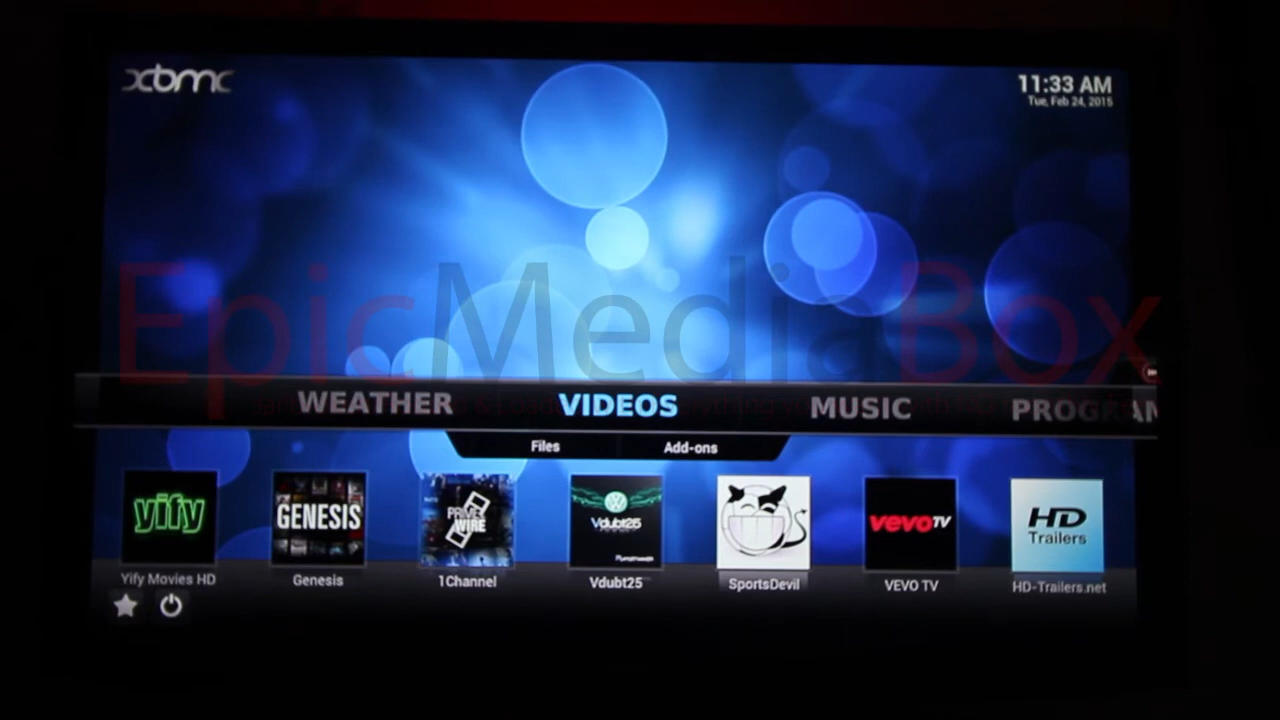 xbmc
11:33 AM
Tue, Feb 24, 2015
EpicMediaBox
WEATHER VIDEOS MUSIC PROGRAM
Files Add-ons
yify GENESIS PRIME WIRE Vdubt25 vevo TV HD Trailers
Yify Movies HD Genesis 1Channel Vdubt25 SportsDevil VEVO TV HD-Trailers.net